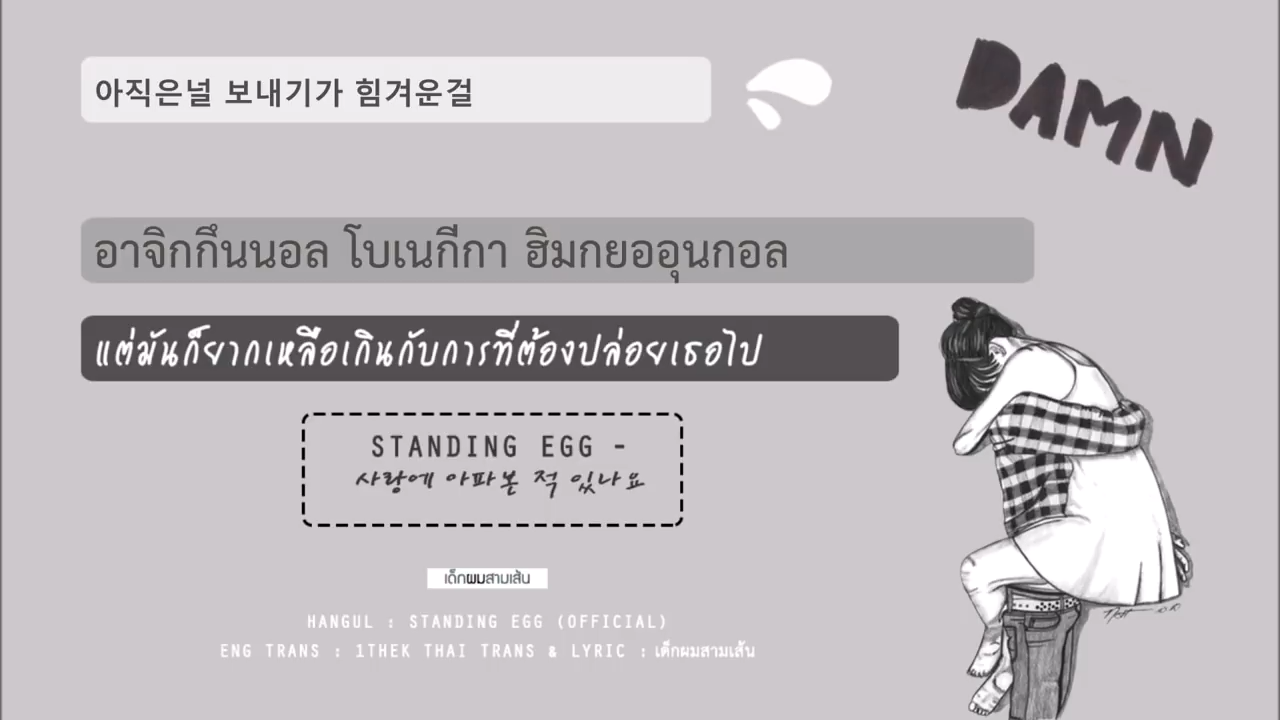 아직은널 보내기가 힘겨운걸
DAMN
อาจิกกึนนอล โบเนกีกา ฮิมกยออุนกอล
แต่มันก็ยากเหลือเกินกับการที่ต้องปล่อยเธอไป
STANDING EGG -
사랑에 아파본 적 있나요
เด็กผมสามเส้น
HANGUL : STANDING EGG (OFFICIAL)
ENG TRANS : 1THEK THAI TRANS & LYRIC : เด็กผมสามเส้น